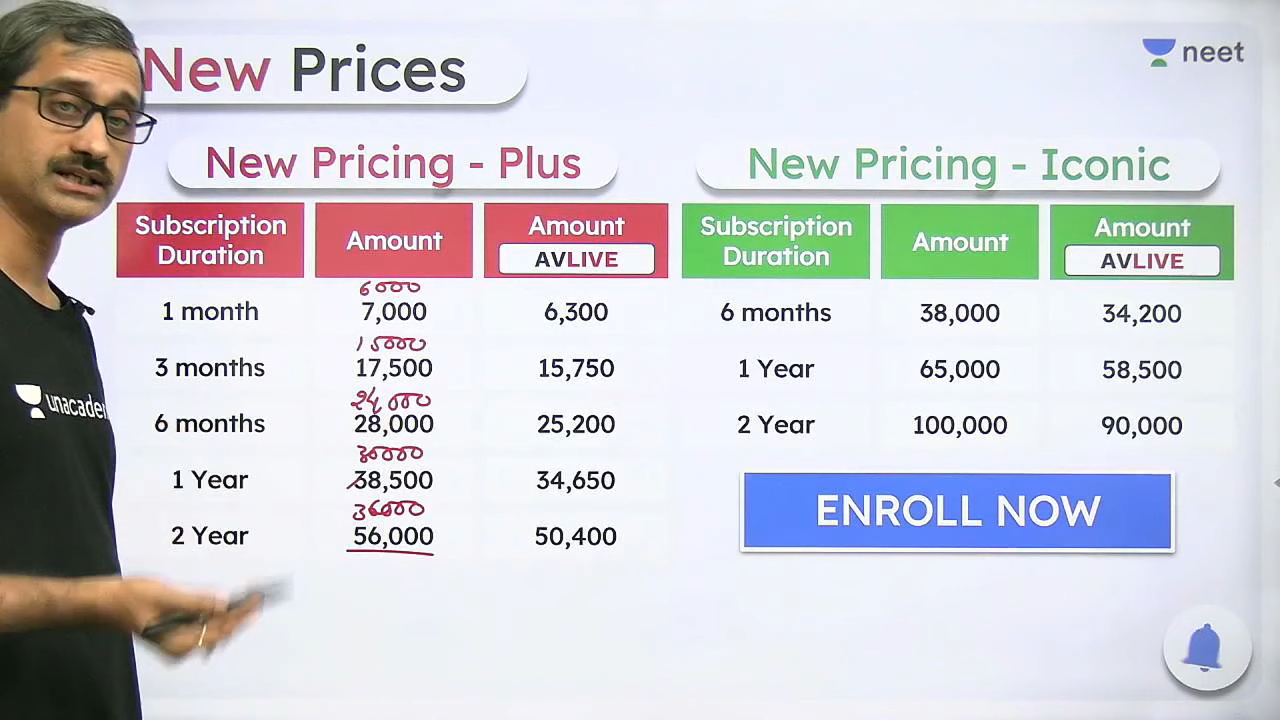 New Prices
neet
New Pricing - Plus
New Pricing - Iconic
Subscription Duration
Amount
Amount
AVLIVE
1 month
6000
7,000
6,300
3 months
15000
17,500
15,750
6 months
24,000
28,000
25,200
1 Year
30000
38,500
34,650
2 Year
36000
56,000
50,400
Subscription Duration
Amount
Amount
AVLIVE
6 months
38,000
34,200
1 Year
65,000
58,500
2 Year
100,000
90,000
ENROLL NOW
unacade